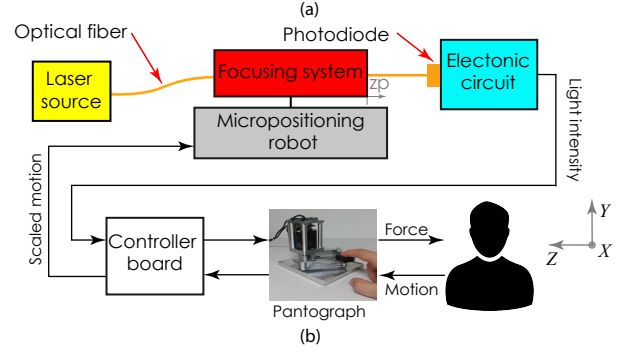 (a)
Optical fiber
Photodiode
Laser
source
Focusing system
Electonic
circuit
zp
Micropositioning
robot
Light intensity
Scaled motion
Controller
board
Force
Motion
Pantograph
Y
Z
X
(b)